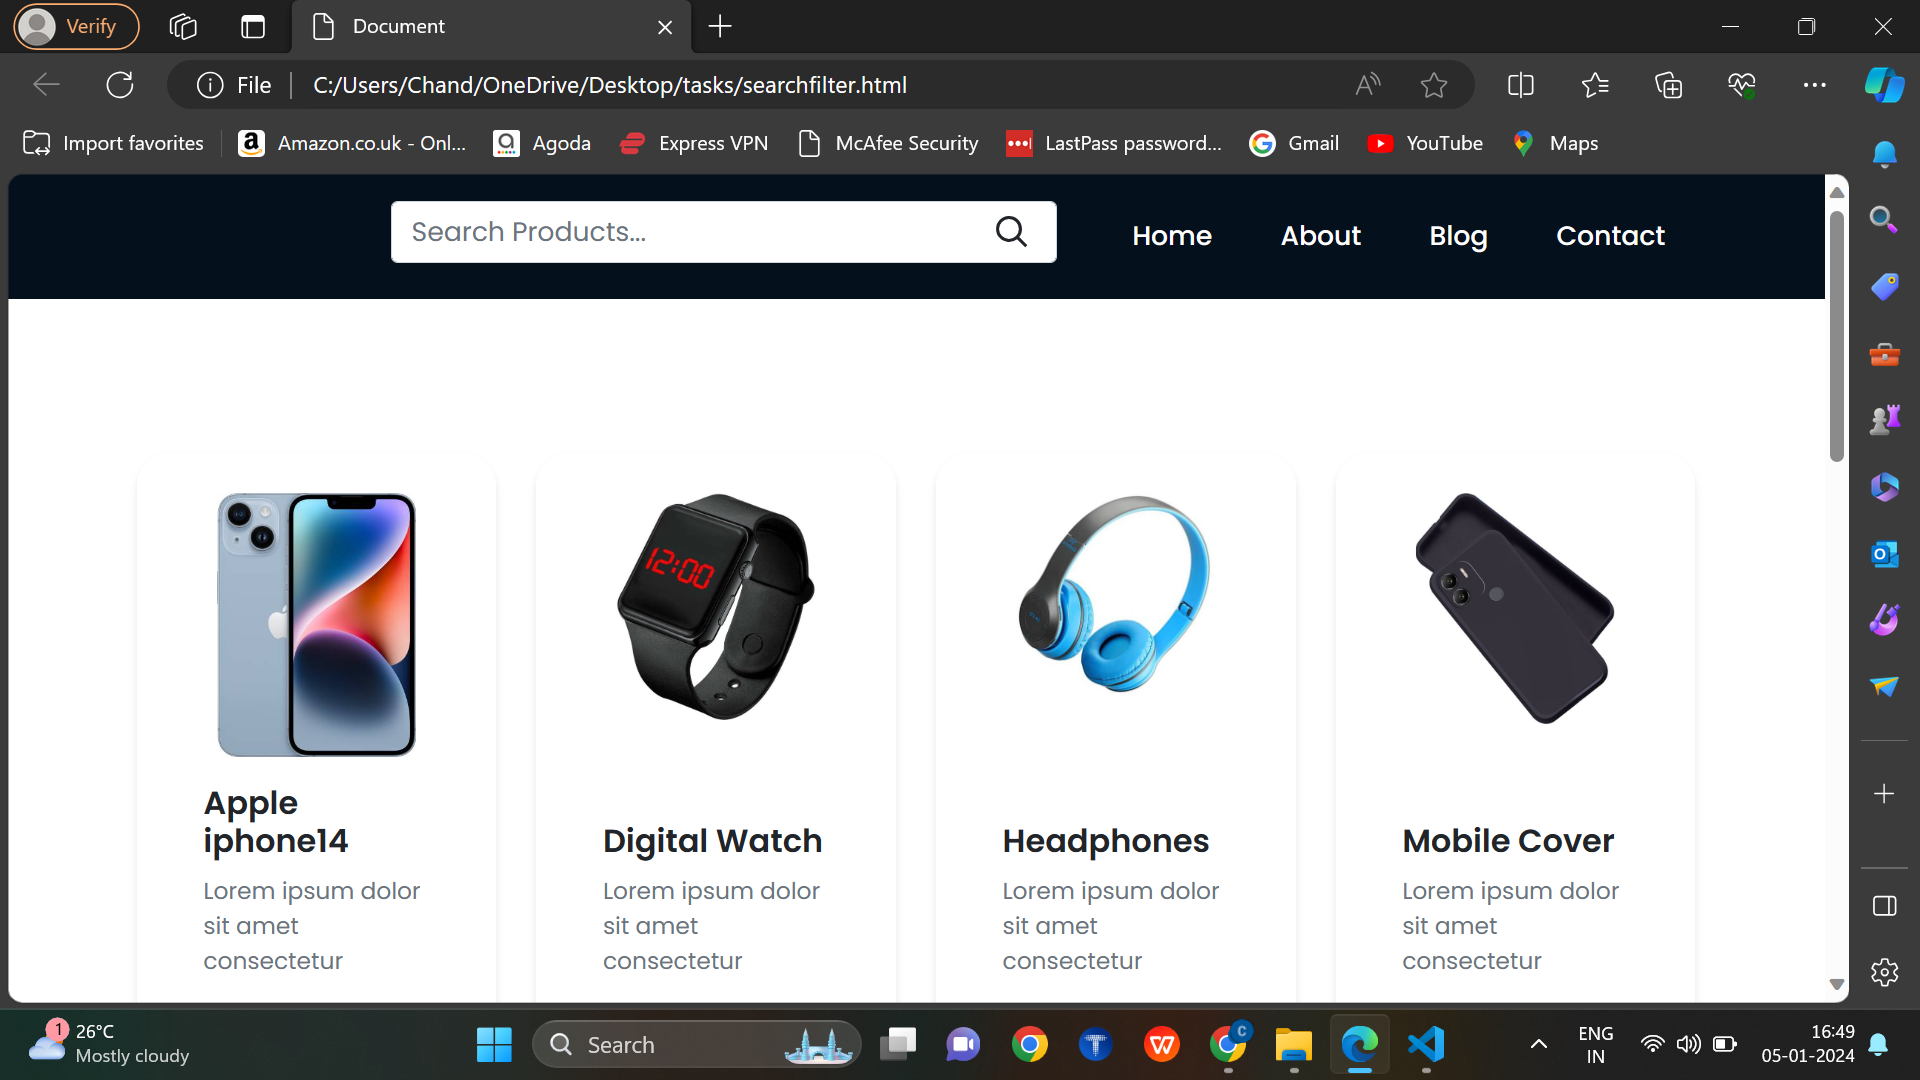 Verify
Document
File
C:/Users/Chand/OneDrive/Desktop/tasks/searchfilter.html
Import favorites
Amazon.co.uk - Onl...
Agoda
Express VPN
McAfee Security
LastPass password...
Gmail
YouTube
Maps
Search Products...
Home
About
Blog
Contact
12:00
Apple
iphone14
Lorem ipsum dolor
sit amet
consectetur
Digital Watch
Lorem ipsum dolor
sit amet
consectetur
Headphones
Lorem ipsum dolor
sit amet
consectetur
Mobile Cover
Lorem ipsum dolor
sit amet
consectetur
1
26°C
Mostly cloudy
Search
C
ENG
IN
16:49
05-01-2024